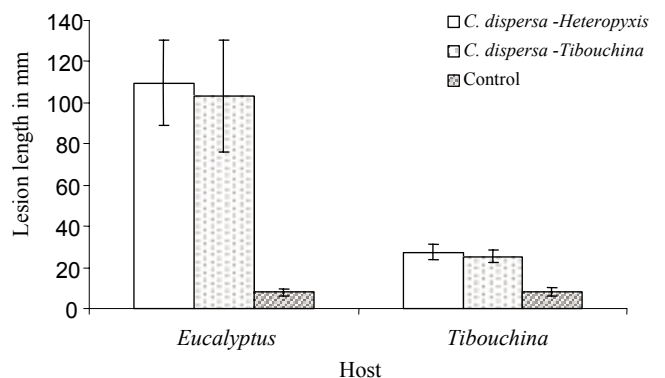 140
120
100
80
60
40
20
0
Lesion length in mm
C. dispersa -Heteropyxis
C. dispersa -Tibouchina
Control
Eucalyptus
Tibouchina
Host